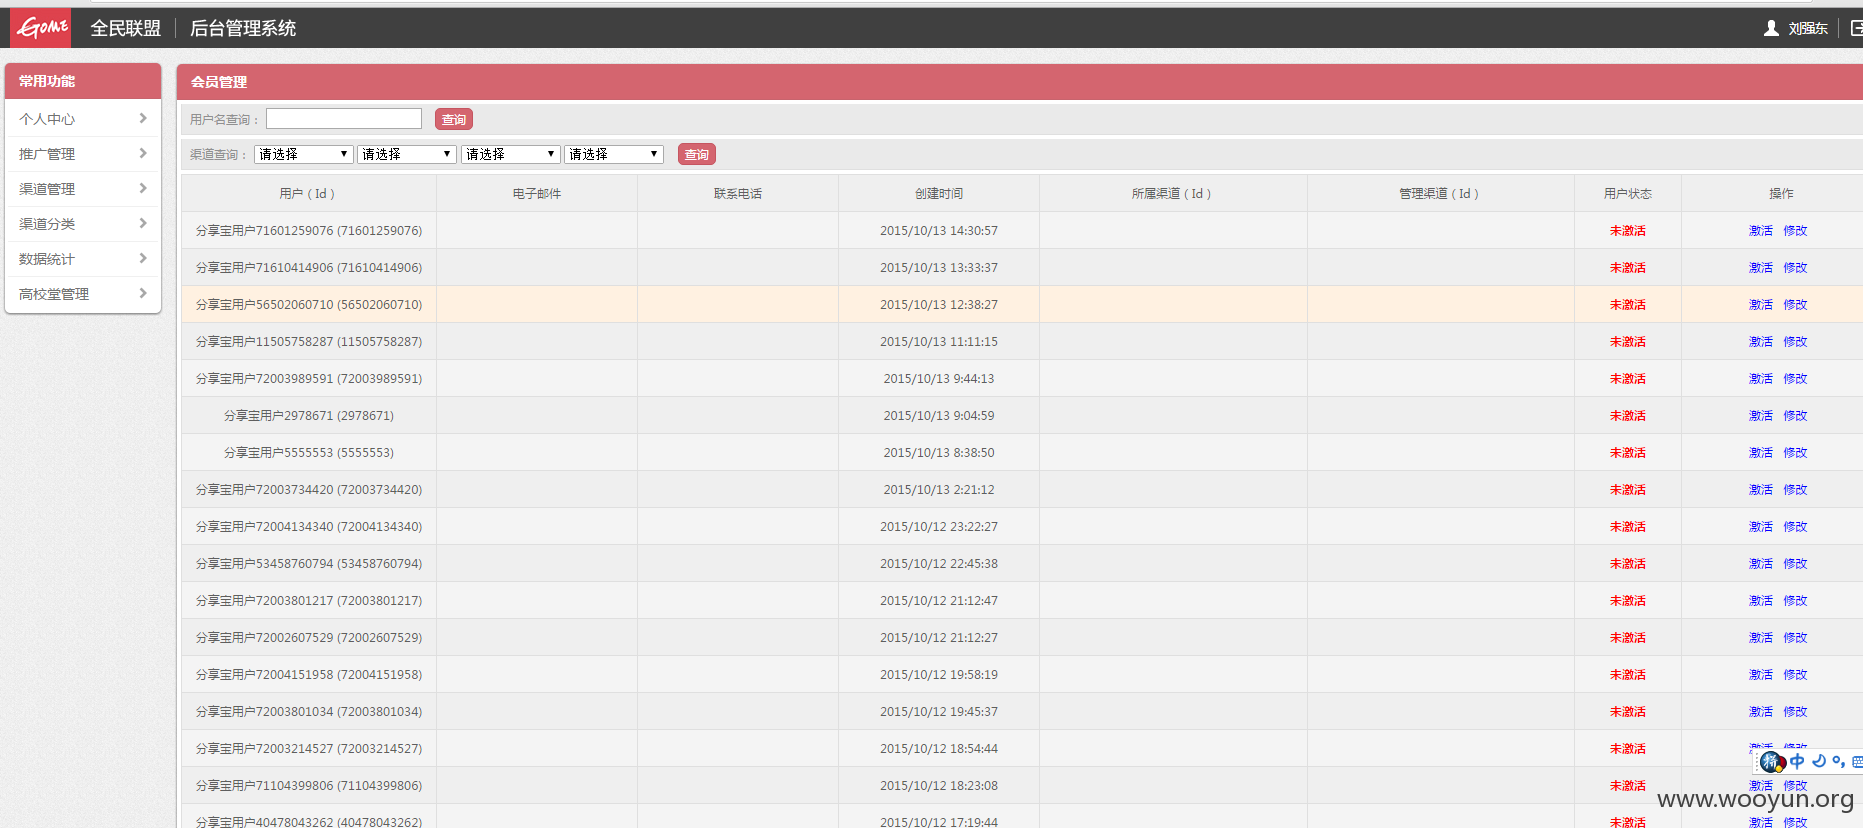 GOME 全民联盟 后台管理系统 刘强东
常用功能
个人中心
推广管理
渠道管理
渠道分类
数据统计
高校堂管理
会员管理
用户名查询： 查询
渠道查询： 请选择 请选择 请选择 请选择 查询
用户 ( Id ) 电子邮件 联系电话 创建时间 所属渠道 ( Id ) 管理渠道 ( Id ) 用户状态 操作
分享宝用户71601259076 (71601259076) 2015/10/13 14:30:57 未激活 激活 修改
分享宝用户71610414906 (71610414906) 2015/10/13 13:33:37 未激活 激活 修改
分享宝用户56502060710 (56502060710) 2015/10/13 12:38:27 未激活 激活 修改
分享宝用户11505758287 (11505758287) 2015/10/13 11:11:15 未激活 激活 修改
分享宝用户72003989591 (72003989591) 2015/10/13 9:44:13 未激活 激活 修改
分享宝用户2978671 (2978671) 2015/10/13 9:04:59 未激活 激活 修改
分享宝用户5555553 (5555553) 2015/10/13 8:38:50 未激活 激活 修改
分享宝用户72003734420 (72003734420) 2015/10/13 2:21:12 未激活 激活 修改
分享宝用户72004134340 (72004134340) 2015/10/12 23:22:27 未激活 激活 修改
分享宝用户53458760794 (53458760794) 2015/10/12 22:45:38 未激活 激活 修改
分享宝用户72003801217 (72003801217) 2015/10/12 21:12:47 未激活 激活 修改
分享宝用户72002607529 (72002607529) 2015/10/12 21:12:27 未激活 激活 修改
分享宝用户72004151958 (72004151958) 2015/10/12 19:58:19 未激活 激活 修改
分享宝用户72003801034 (72003801034) 2015/10/12 19:45:37 未激活 激活 修改
分享宝用户72003214527 (72003214527) 2015/10/12 18:54:44 未激活 激活 修改
拼 中
分享宝用户71104399806 (71104399806) 2015/10/12 18:23:08 未激活 激活 修改
www.wooyun.org
分享宝用户40478043262 (40478043262) 2015/10/12 17:19:44 未激活 激活 修改